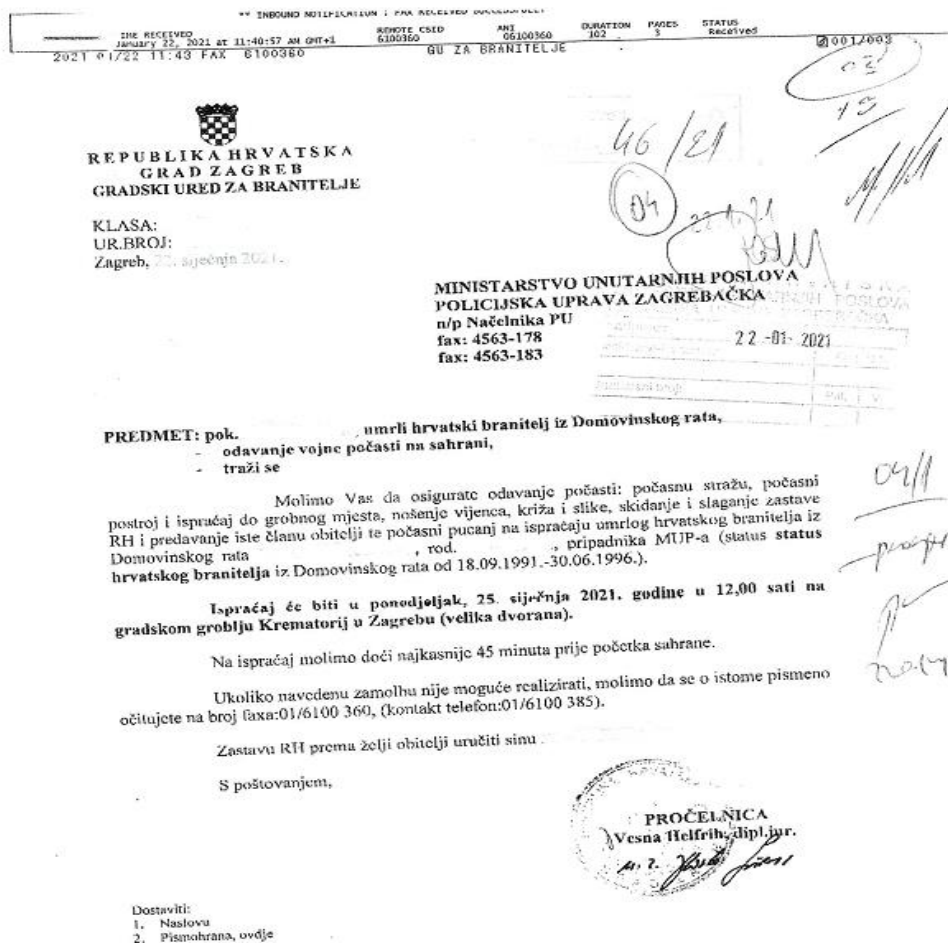 ** INBOUND NOTIFICATION : FAX RECEIVED SUCCESSFULLY
TIME RECEIVED REMOTE CSID ANI DURATION PAGES STATUS
January 22, 2021 at 11:40:57 AM GMT+1 6100360 06100360 102 3 Received
2021 01/22 11:43 FAX 6100360 GU ZA BRANITELJE 001/003
02
19
46/21
04
22.1.21
REPUBLIKA HRVATSKA
GRAD ZAGREB
GRADSKI URED ZA BRANITELJE
KLASA:
UR.BROJ:
Zagreb, 22. siječnja 2021.
MINISTARSTVO UNUTARNJIH POSLOVA
POLICIJSKA UPRAVA ZAGREBAČKA
n/p Načelnika PU
fax: 4563-178
fax: 4563-183
22-01-2021
PREDMET: pok. , umrli hrvatski branitelj iz Domovinskog rata,
- odavanje vojne počasti na sahrani,
- traži se
Molimo Vas da osigurate odavanje počasti: počasnu stražu, počasni
postroj i ispraćaj do grobnog mjesta, nošenje vijenca, križa i slike, skidanje i slaganje zastave
RH i predavanje iste članu obitelji te počasni pucanj na ispraćaju umrlog hrvatskog branitelja iz
Domovinskog rata , rod. , pripadnika MUP-a (status status
hrvatskog branitelja iz Domovinskog rata od 18.09.1991.-30.06.1996.).
Ispraćaj će biti u ponedjeljak, 25. siječnja 2021. godine u 12,00 sati na
gradskom groblju Krematorij u Zagrebu (velika dvorana).
Na ispraćaj molimo doći najkasnije 45 minuta prije početka sahrane.
Ukoliko navedenu zamolbu nije moguće realizirati, molimo da se o istome pismeno
očitujete na broj faxa:01/6100 360, (kontakt telefon:01/6100 385).
Zastavu RH prema želji obitelji uručiti sinu
S poštovanjem,
04/1
PROČELNICA
Vesna Helfrih, dipl.jur.
Dostaviti:
1. Naslovu
2. Pismohrana, ovdje